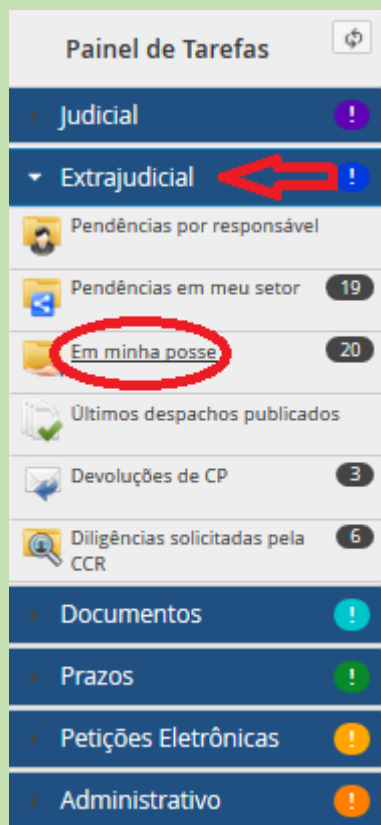 Painel de Tarefas
Judicial !
Extrajudicial !
Pendências por responsável
Pendências em meu setor 19
Em minha posse 20
Últimos despachos publicados
Devoluções de CP 3
Diligências solicitadas pela 6
CCR
Documentos !
Prazos !
Petições Eletrônicas !
Administrativo !